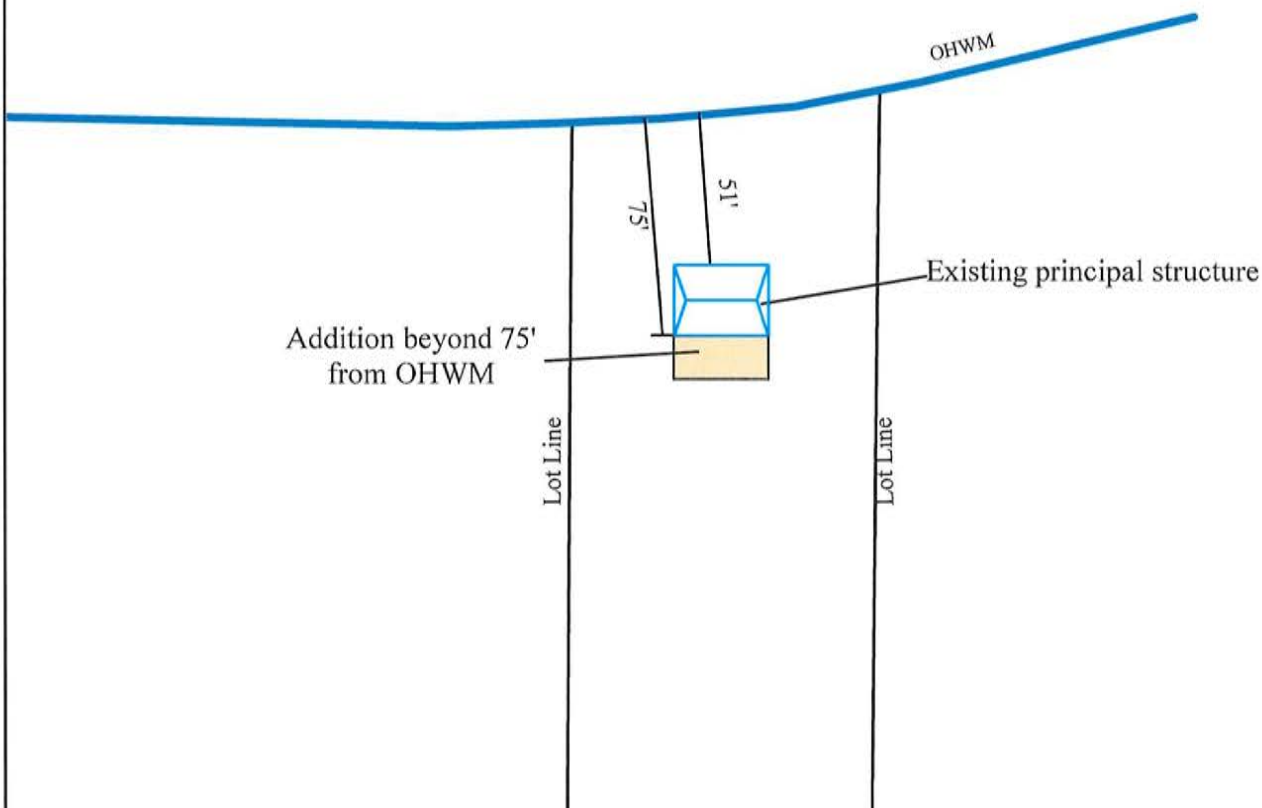 OHWM
51'
75'
Existing principal structure
Addition beyond 75'
from OHWM
Lot Line
Lot Line